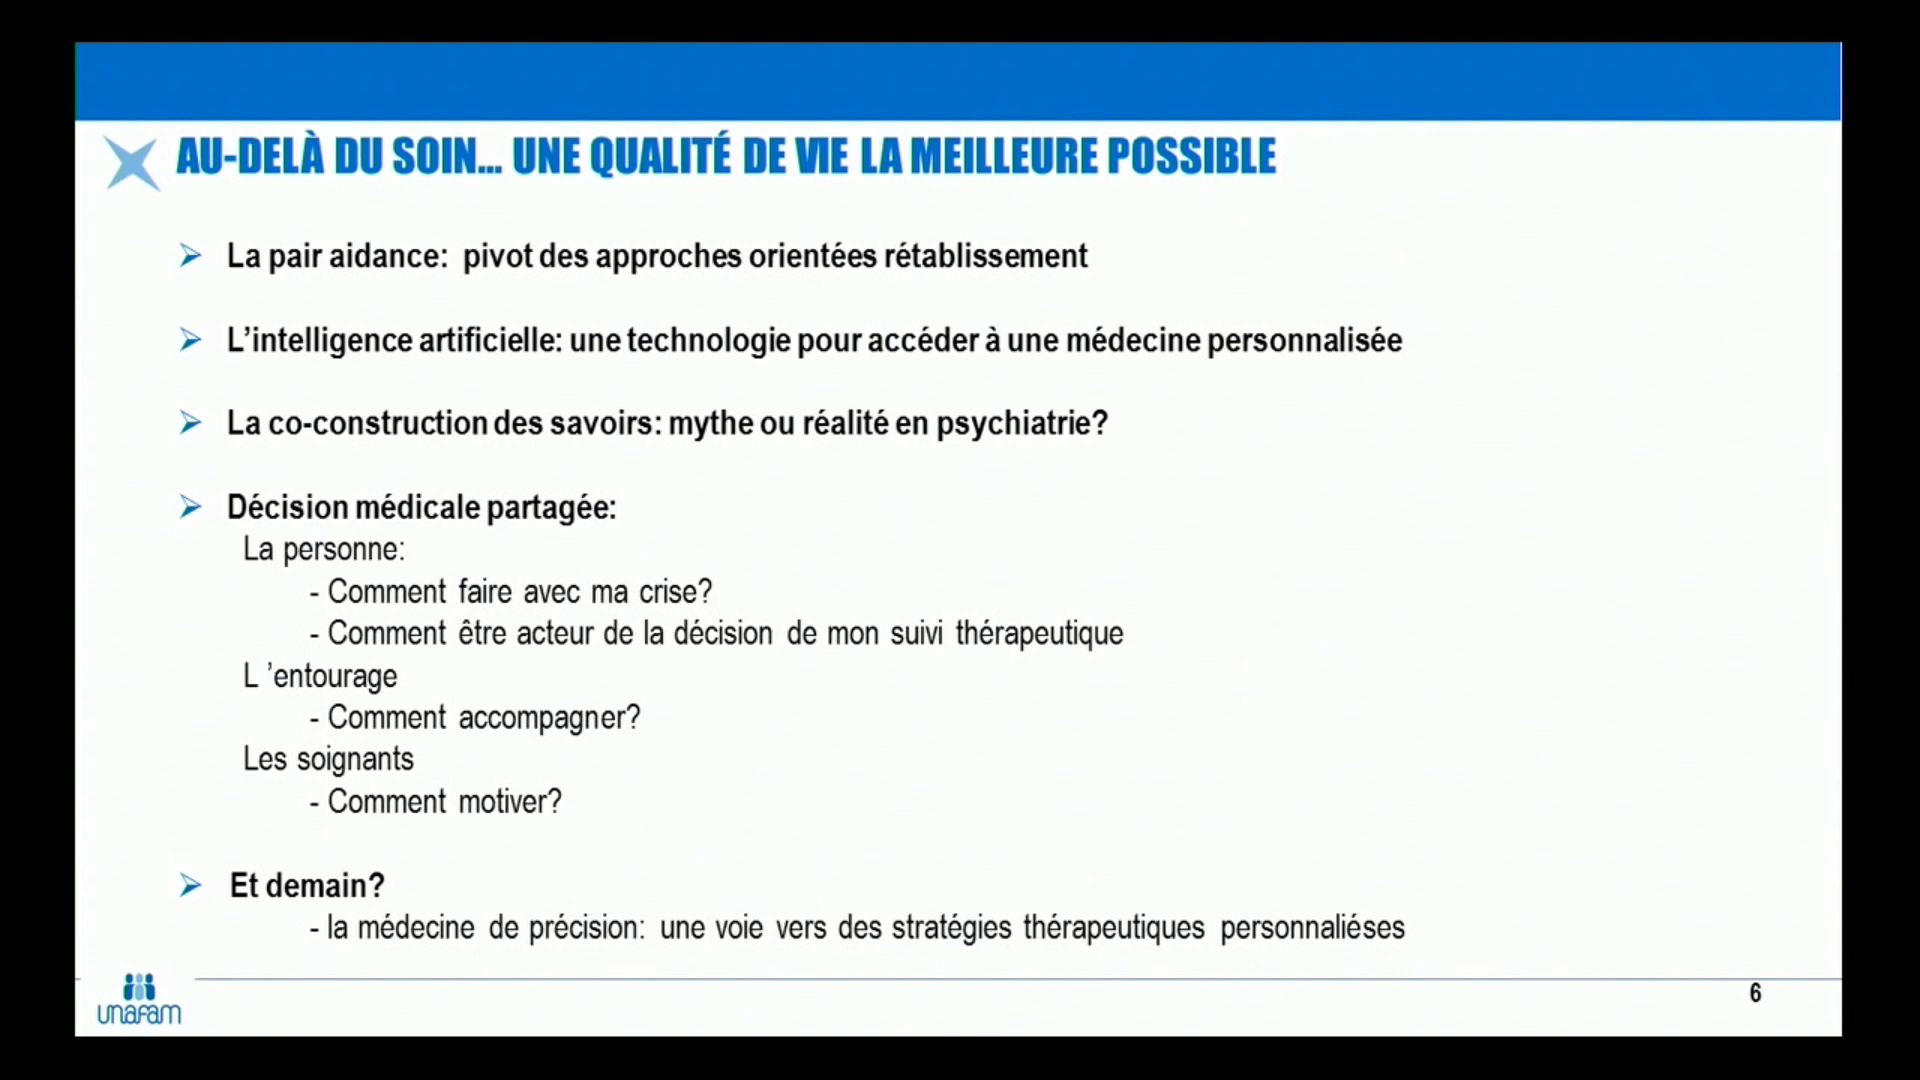 AU-DELÀ DU SOIN... UNE QUALITÉ DE VIE LA MEILLEURE POSSIBLE
La pair aidance: pivot des approches orientées rétablissement
L'intelligence artificielle: une technologie pour accéder à une médecine personnalisée
La co-construction des savoirs: mythe ou réalité en psychiatrie?
Décision médicale partagée:
La personne:
- Comment faire avec ma crise?
- Comment être acteur de la décision de mon suivi thérapeutique
L 'entourage
- Comment accompagner?
Les soignants
- Comment motiver?
Et demain?
- la médecine de précision: une voie vers des stratégies thérapeutiques personnaliéses
unafam
6